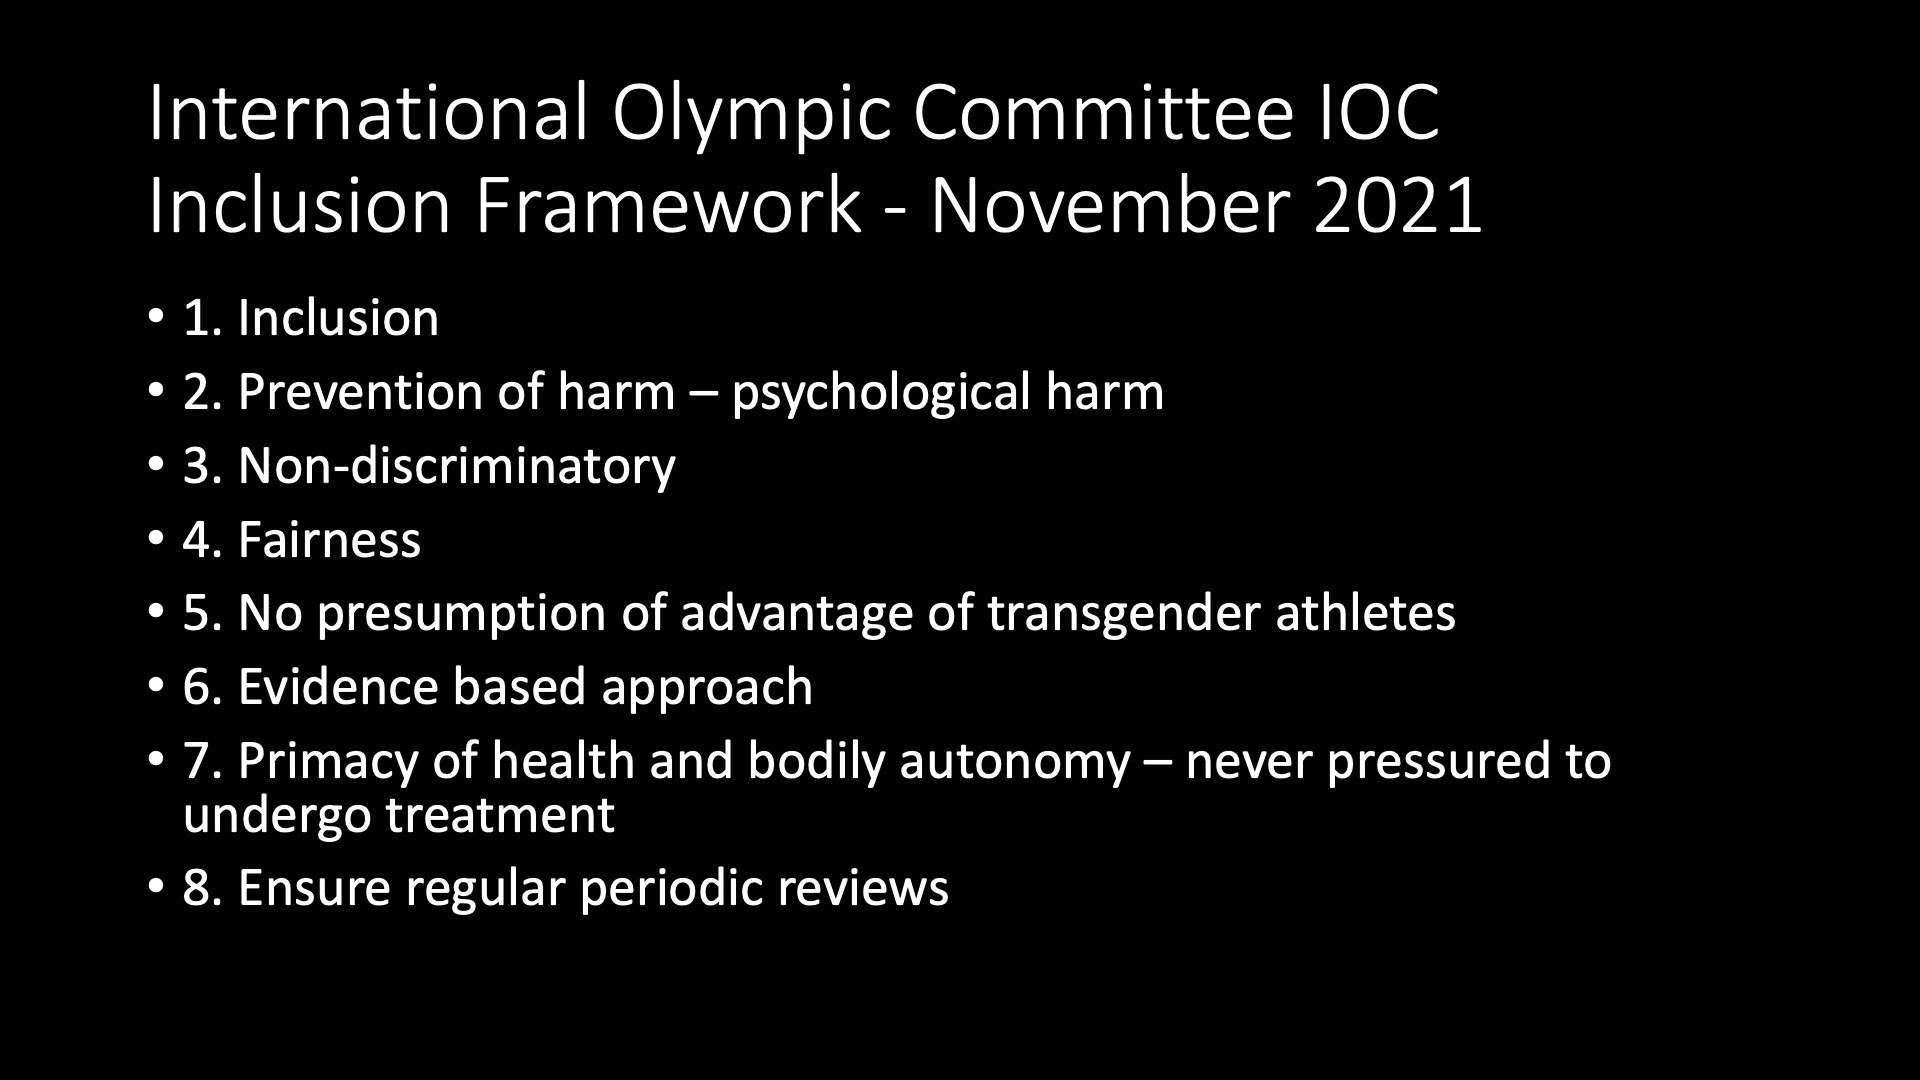 International Olympic Committee IOC
Inclusion Framework - November 2021
• 1. Inclusion
• 2. Prevention of harm – psychological harm
• 3. Non-discriminatory
• 4. Fairness
• 5. No presumption of advantage of transgender athletes
• 6. Evidence based approach
• 7. Primacy of health and bodily autonomy – never pressured to
undergo treatment
• 8. Ensure regular periodic reviews